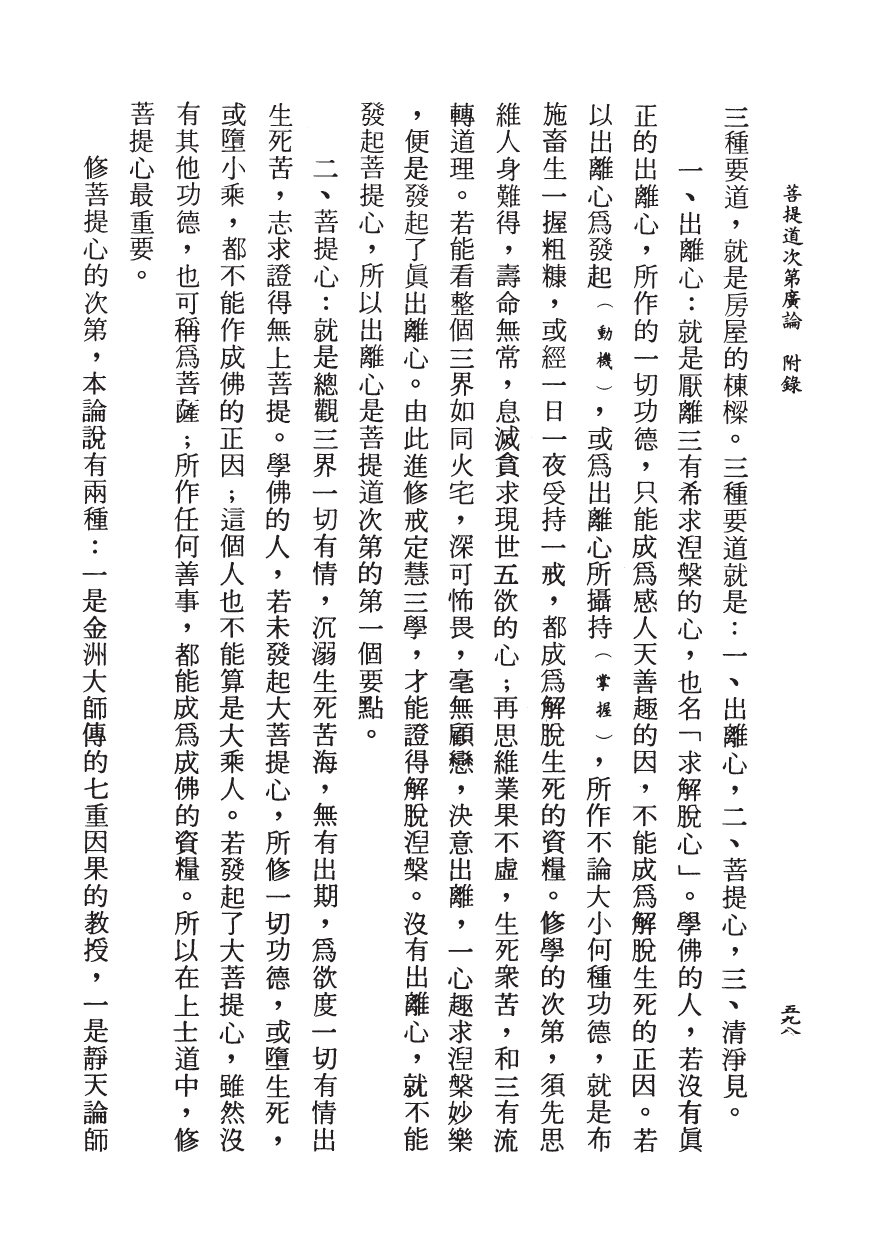 菩提道次第廣論　附錄
五九八
三種要道，就是房屋的棟樑。三種要道就是：一、出離心，二、菩提心，三、清淨見。
一、出離心：就是厭離三有希求湼槃的心，也名「求解脫心」。學佛的人，若沒有眞
正的出離心，所作的一切功德，只能成爲感人天善趣的因，不能成爲解脫生死的正因。若
以出離心爲發起（動機），或爲出離心所攝持（掌握），所作不論大小何種功德，就是布
施畜生一握粗糠，或經一日一夜受持一戒，都成爲解脫生死的資糧。修學的次第，須先思
維人身難得，壽命無常，息滅貪求現世五欲的心；再思維業果不虛，生死衆苦，和三有流
轉道理。若能看整個三界如同火宅，深可怖畏，毫無顧戀，決意出離，一心趣求湼槃妙樂
，便是發起了眞出離心。由此進修戒定慧三學，才能證得解脫湼槃。沒有出離心，就不能
發起菩提心，所以出離心是菩提道次第的第一個要點。
二、菩提心：就是總觀三界一切有情，沉溺生死苦海，無有出期，爲欲度一切有情出
生死苦，志求證得無上菩提。學佛的人，若未發起大菩提心，所修一切功德，或墮生死，
或墮小乘，都不能作成佛的正因；這個人也不能算是大乘人。若發起了大菩提心，雖然沒
有其他功德，也可稱爲菩薩；所作任何善事，都能成爲成佛的資糧。所以在上士道中，修
菩提心最重要。
修菩提心的次第，本論說有兩種：一是金洲大師傳的七重因果的教授，一是靜天論師